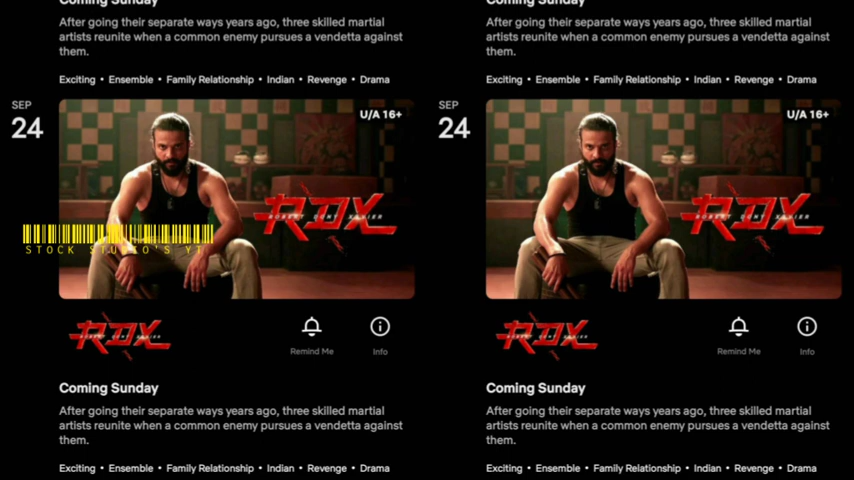 Coming Sunday
After going their separate ways years ago, three skilled martial
artists reunite when a common enemy pursues a vendetta against
them.
Exciting • Ensemble • Family Relationship • Indian • Revenge • Drama
SEP
24
U/A 16+
RDX
ROBERT DONY XAVIER
STOCK STUDIO'S YT
RDX
ROBERT DONY XAVIER
Remind Me
Info
Coming Sunday
After going their separate ways years ago, three skilled martial
artists reunite when a common enemy pursues a vendetta against
them.
Exciting • Ensemble • Family Relationship • Indian • Revenge • Drama
Coming Sunday
After going their separate ways years ago, three skilled martial
artists reunite when a common enemy pursues a vendetta against
them.
Exciting • Ensemble • Family Relationship • Indian • Revenge • Drama
SEP
24
U/A 16+
RDX
ROBERT DONY XAVIER
RDX
ROBERT DONY XAVIER
Remind Me
Info
Coming Sunday
After going their separate ways years ago, three skilled martial
artists reunite when a common enemy pursues a vendetta against
them.
Exciting • Ensemble • Family Relationship • Indian • Revenge • Drama